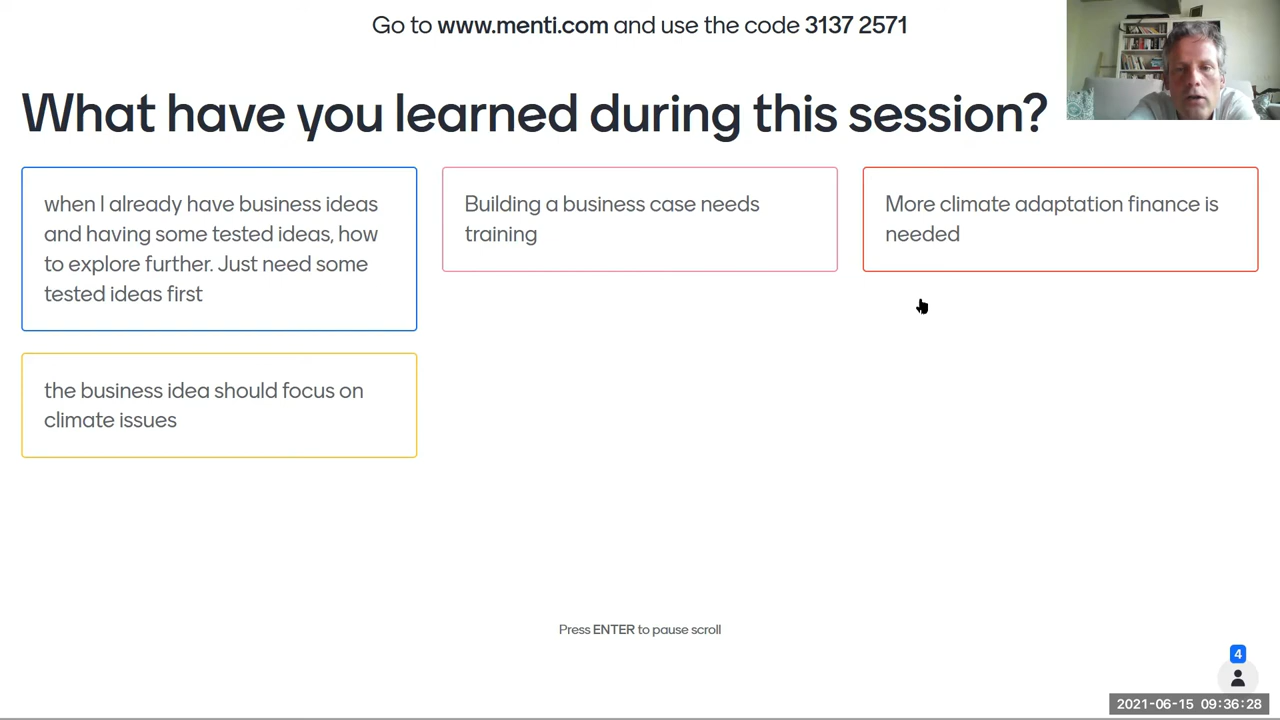 Go to www.menti.com and use the code 3137 2571
What have you learned during this session?
when I already have business ideas
and having some tested ideas, how
to explore further. Just need some
tested ideas first
Building a business case needs
training
More climate adaptation finance is
needed
the business idea should focus on
climate issues
Press ENTER to pause scroll
4
2021-06-15 09:36:28